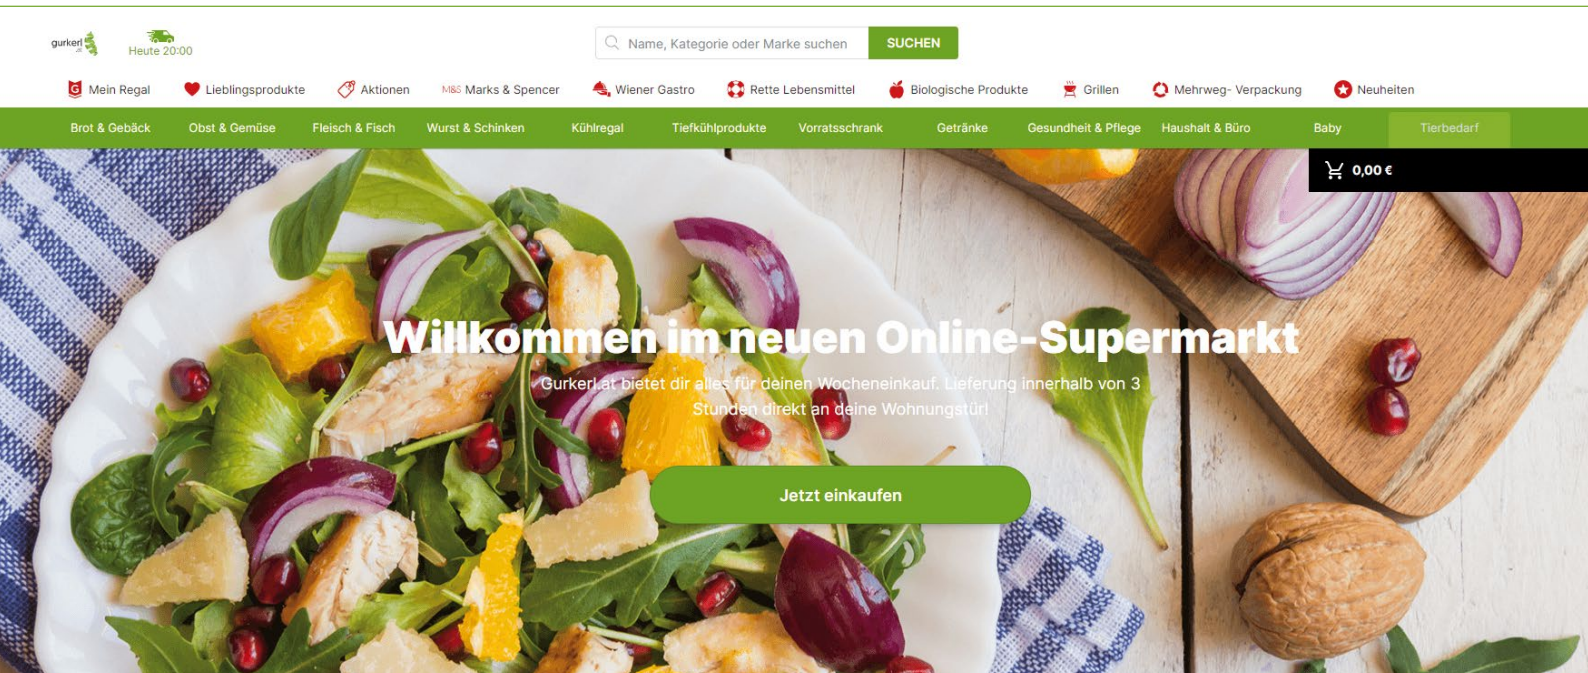 gurkerl
.at
Heute 20:00
Name, Kategorie oder Marke suchen
SUCHEN
Mein Regal
Lieblingsprodukte
Aktionen
M&S Marks & Spencer
Wiener Gastro
Rette Lebensmittel
Biologische Produkte
Grillen
Mehrweg- Verpackung
Neuheiten
Brot & Gebäck
Obst & Gemüse
Fleisch & Fisch
Wurst & Schinken
Kühlregal
Tiefkühlprodukte
Vorratsschrank
Getränke
Gesundheit & Pflege
Haushalt & Büro
Baby
Tierbedarf
0,00 €
Willkommen im neuen Online-Supermarkt
Gurkerl.at bietet dir alles für deinen Wocheneinkauf. Lieferung innerhalb von 3
Stunden direkt an deine Wohnungstür!
Jetzt einkaufen